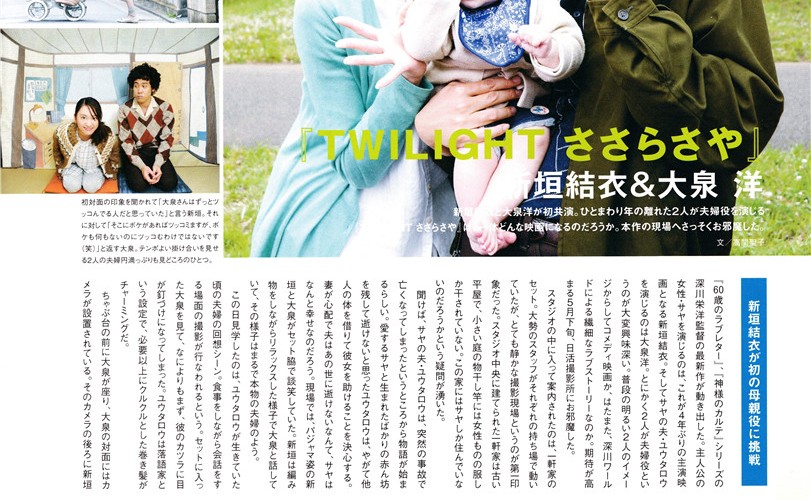 『TWILIGHT ささらさや』
新垣結衣&大泉 洋
新垣結衣と大泉洋が初共演。ひとまわり年の離れた2人が夫婦役を演じる
どんな映画になるのだろうか。本作の現場へさっそくお邪魔した。
文/高柳聖子
初対面の印象を聞かれて「大泉さんはずっとツ
ッコんでる人だと思っていた」と言う新垣。それ
に対して「そこにボケがあればツコミますが、ボ
ケも何もないのにツッコむわけではないです
(笑)」と返す大泉。テンポよい掛け合いを見せ
る2人の夫婦円満っぷりも見どころのひとつ。
新垣結衣が初の母親役に挑戦
「60歳のラブレター」、「神様のカルテ」シリーズの
深川栄洋監督の最新作が動き出した。主人公の
女性・サヤを演じるのは、これが4年ぶりの主演映
画となる新垣結衣。そしてサヤの夫・ユウタロウ
を演じるのは大泉洋。とにかく2人が夫婦役とい
うのが大変興味深い。普段の明るい2人のイメー
ジからしてコメディ映画か、はたまた、深川ワール
ドによる繊細なラブストーリーなのか。期待が高
まる5月下旬、日活撮影所にお邪魔した。
スタジオの中に入って案内されたのは、一軒家の
セット。大勢のスタッフがそれぞれの持ち場で動い
ていたが、とても静かな撮影現場というのが第一印
象だった。スタジオ中央に建てられた一軒家は古い
平屋で、小さい庭の物干し竿には女性ものの服し
か干されていない。「この家にはサヤしか住んでいな
いのだろうか」という疑問が湧いた。
聞けば、サヤの夫・ユウタロウは、突然の事故で
亡くなってしまったというところから物語が始ま
るらしい。愛するサヤと生まれたばかりの赤ん坊
を残して逝けないと思ったユウタロウは、やがて他
人の体を借りて彼女を助けることを決心する。
妻が心配で夫はあの世に逝けないなんて、サヤは
なんと幸せなのだろう。現場では、パジャマ姿の新
垣と大泉がセット脇で談笑していた。新垣は編み
物をしながらリラックスした様子で大泉と話して
いて、その様子はまるで本物の夫婦のよう。
この日見学したのは、ユウタロウが生きていた
頃の夫婦の回想シーン。食事をしながら会話をす
る場面の撮影が行なわれるという。セットに入っ
た大泉を見て、なによりもまず、彼のカツラに目
が釘づけになってしまった。ユウタロウは落語家と
いう設定で、必要以上にクルクルとした巻き髪が
チャーミングだ。
ちゃぶ台の前に大泉が座り、大泉の対面にはカ
メラが設置されている。そのカメラの後ろに新垣